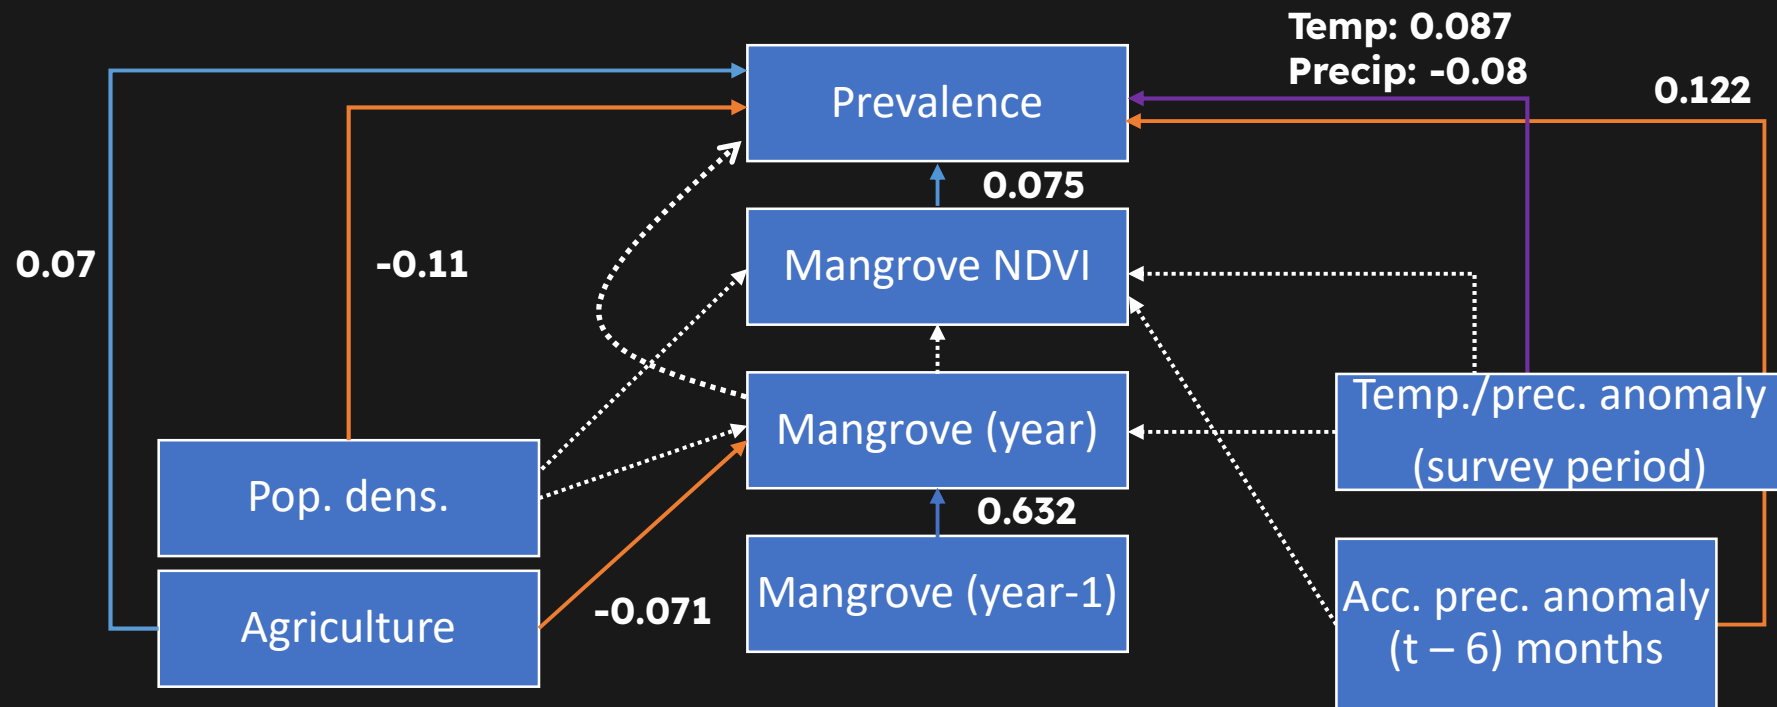 Temp: 0.087
Precip: -0.08
0.122
Prevalence
0.075
0.07
-0.11
Mangrove NDVI
Temp./prec. anomaly
(survey period)
Mangrove (year)
Pop. dens.
0.632
Mangrove (year-1)
Acc. prec. anomaly
(t – 6) months
-0.071
Agriculture